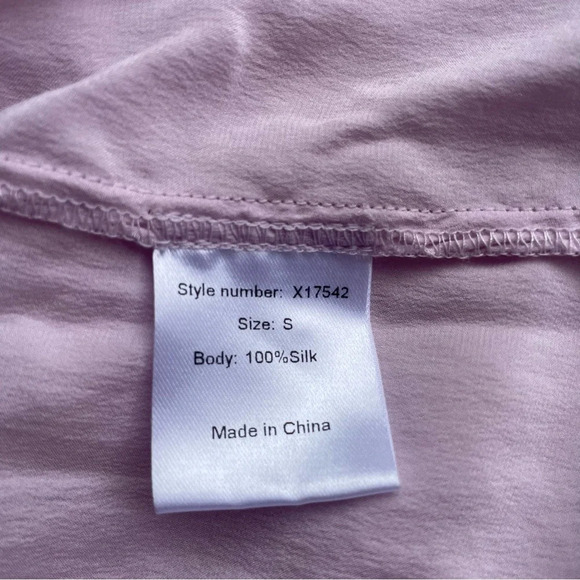 Style number: X17542
Size: S
Body: 100%Silk
Made in China